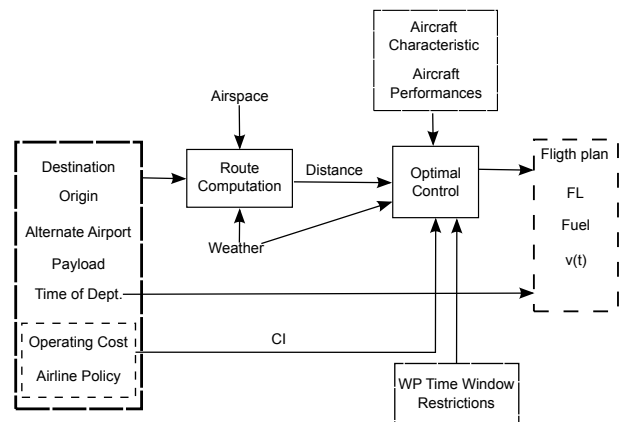 Aircraft
Characteristic
Aircraft
Performances
Airspace
Destination
Origin
Alternate Airport
Payload
Time of Dept.
Operating Cost
Airline Policy
Route
Computation
Distance
Weather
Optimal
Control
CI
WP Time Window
Restrictions
Fligth plan
FL
Fuel
v(t)